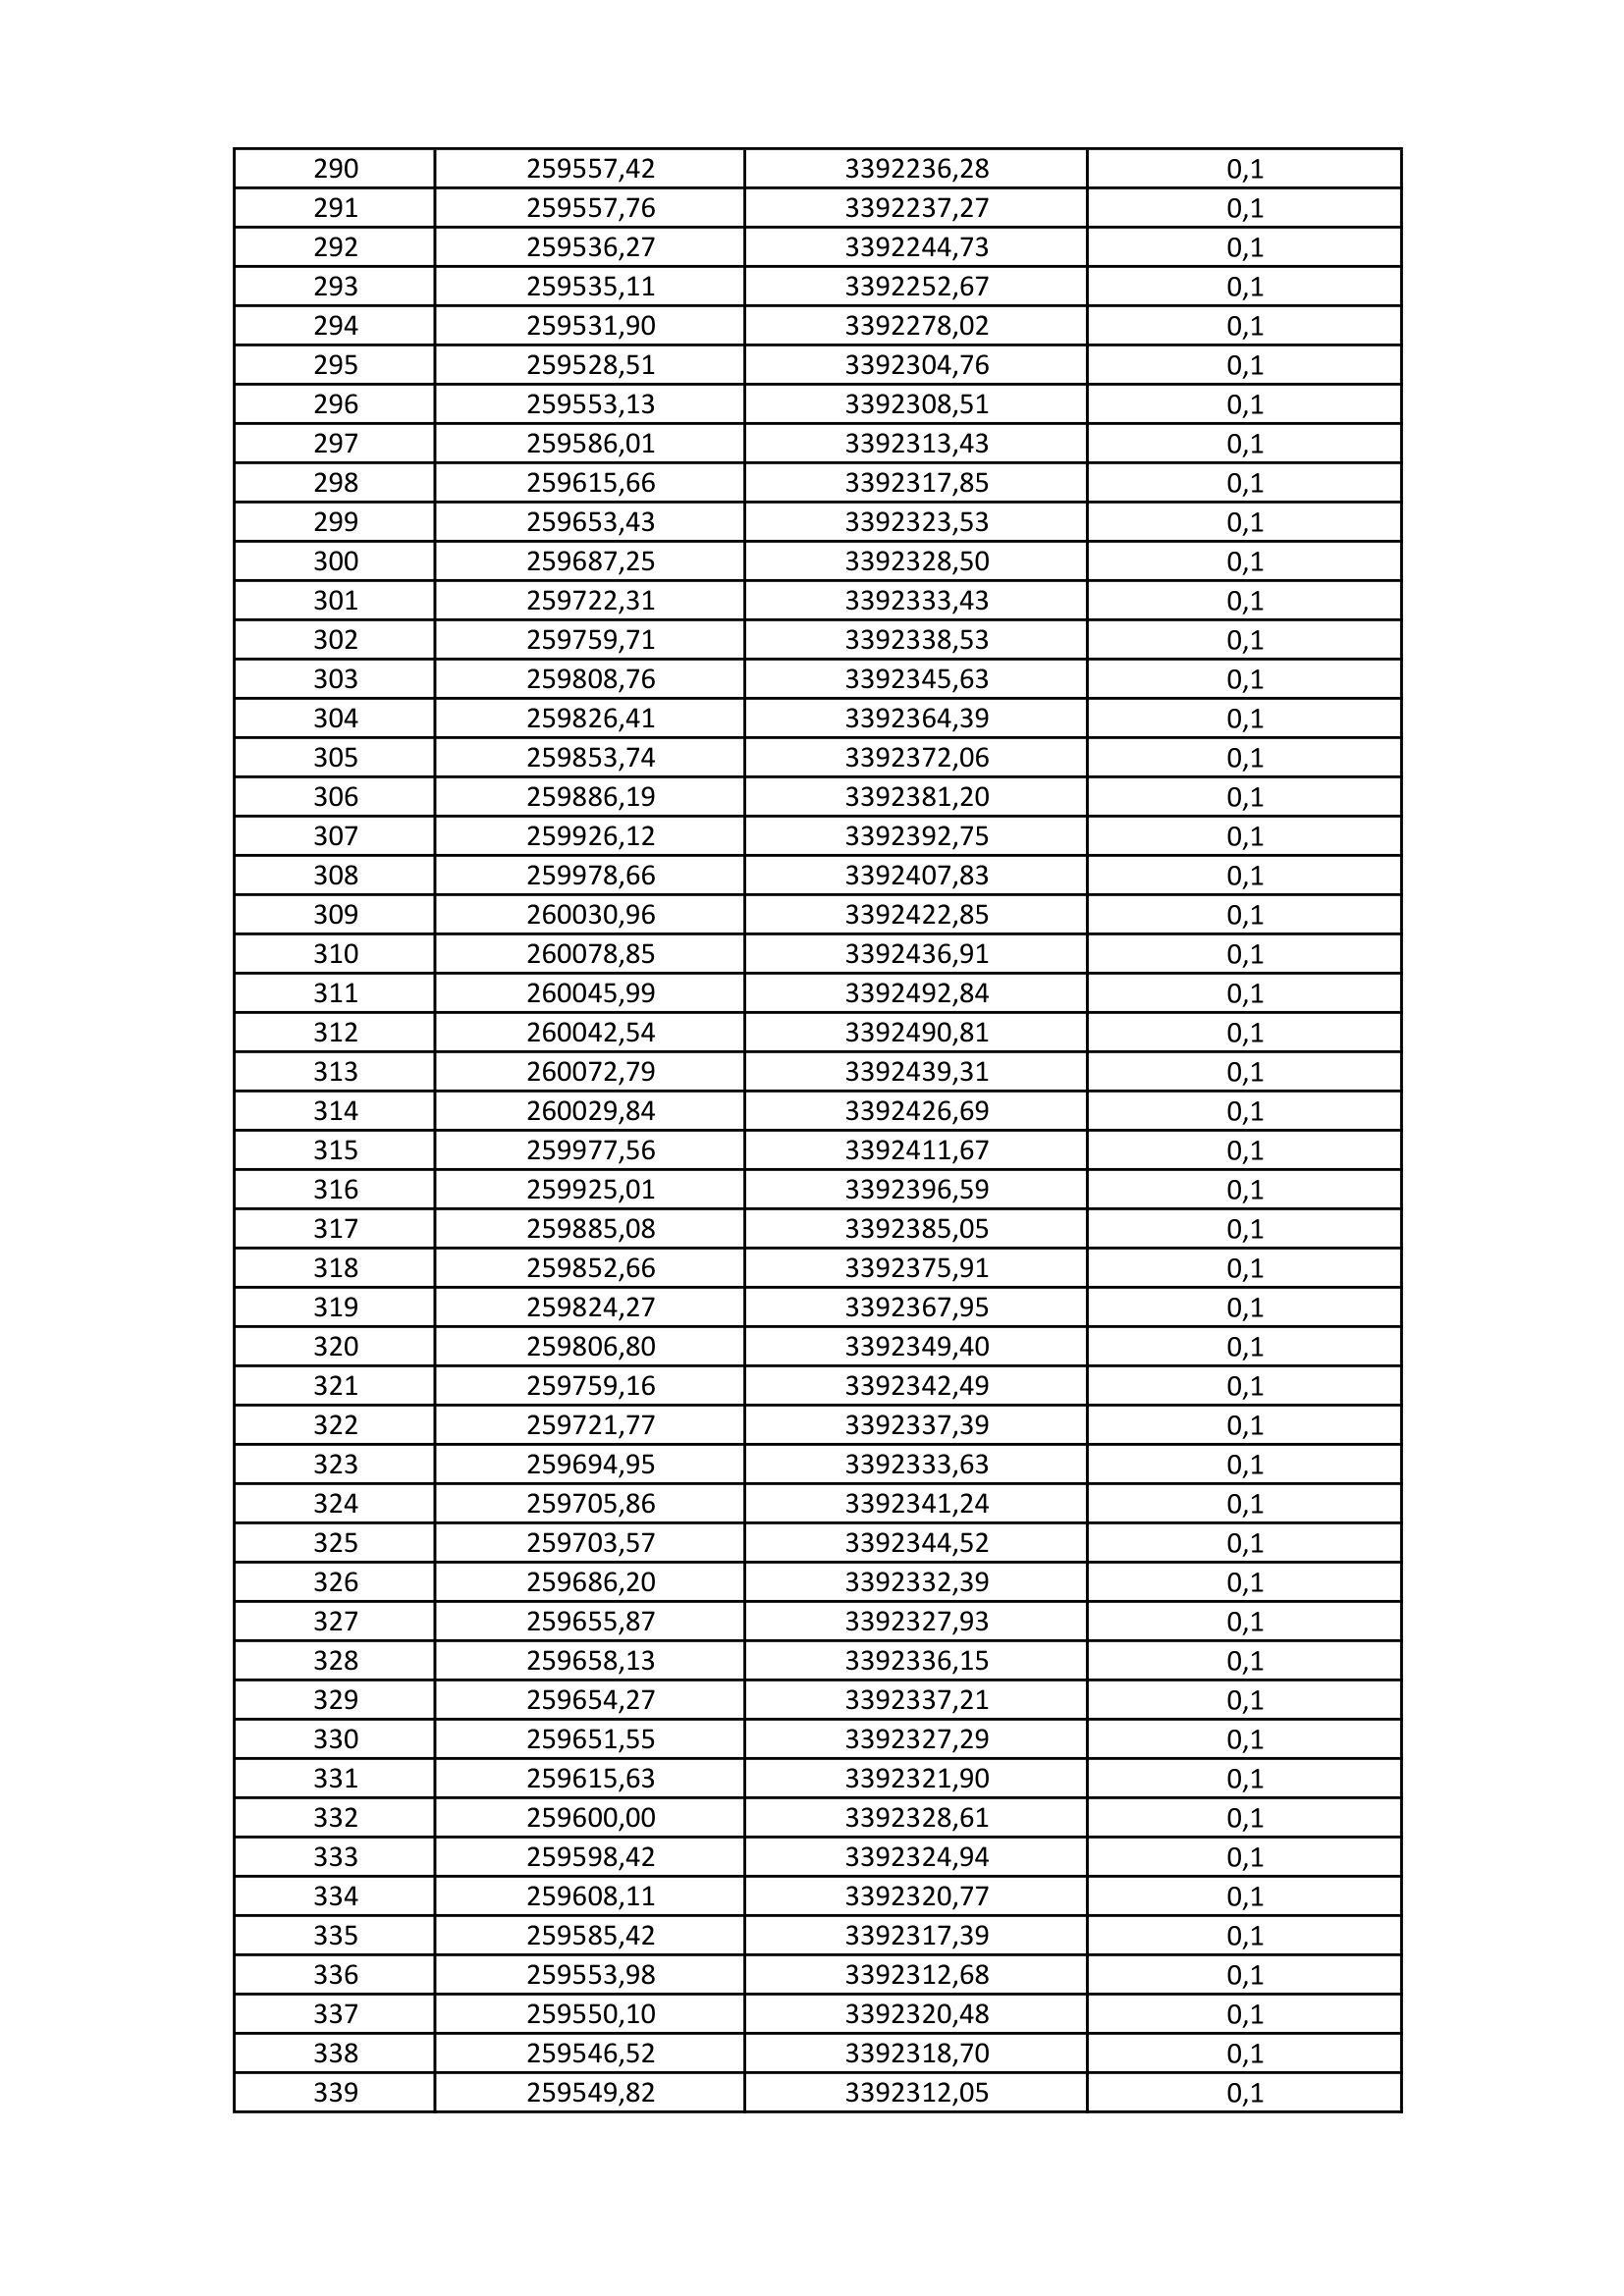 290 259557,42 3392236,28 0,1
291 259557,76 3392237,27 0,1
292 259536,27 3392244,73 0,1
293 259535,11 3392252,67 0,1
294 259531,90 3392278,02 0,1
295 259528,51 3392304,76 0,1
296 259553,13 3392308,51 0,1
297 259586,01 3392313,43 0,1
298 259615,66 3392317,85 0,1
299 259653,43 3392323,53 0,1
300 259687,25 3392328,50 0,1
301 259722,31 3392333,43 0,1
302 259759,71 3392338,53 0,1
303 259808,76 3392345,63 0,1
304 259826,41 3392364,39 0,1
305 259853,74 3392372,06 0,1
306 259886,19 3392381,20 0,1
307 259926,12 3392392,75 0,1
308 259978,66 3392407,83 0,1
309 260030,96 3392422,85 0,1
310 260078,85 3392436,91 0,1
311 260045,99 3392492,84 0,1
312 260042,54 3392490,81 0,1
313 260072,79 3392439,31 0,1
314 260029,84 3392426,69 0,1
315 259977,56 3392411,67 0,1
316 259925,01 3392396,59 0,1
317 259885,08 3392385,05 0,1
318 259852,66 3392375,91 0,1
319 259824,27 3392367,95 0,1
320 259806,80 3392349,40 0,1
321 259759,16 3392342,49 0,1
322 259721,77 3392337,39 0,1
323 259694,95 3392333,63 0,1
324 259705,86 3392341,24 0,1
325 259703,57 3392344,52 0,1
326 259686,20 3392332,39 0,1
327 259655,87 3392327,93 0,1
328 259658,13 3392336,15 0,1
329 259654,27 3392337,21 0,1
330 259651,55 3392327,29 0,1
331 259615,63 3392321,90 0,1
332 259600,00 3392328,61 0,1
333 259598,42 3392324,94 0,1
334 259608,11 3392320,77 0,1
335 259585,42 3392317,39 0,1
336 259553,98 3392312,68 0,1
337 259550,10 3392320,48 0,1
338 259546,52 3392318,70 0,1
339 259549,82 3392312,05 0,1